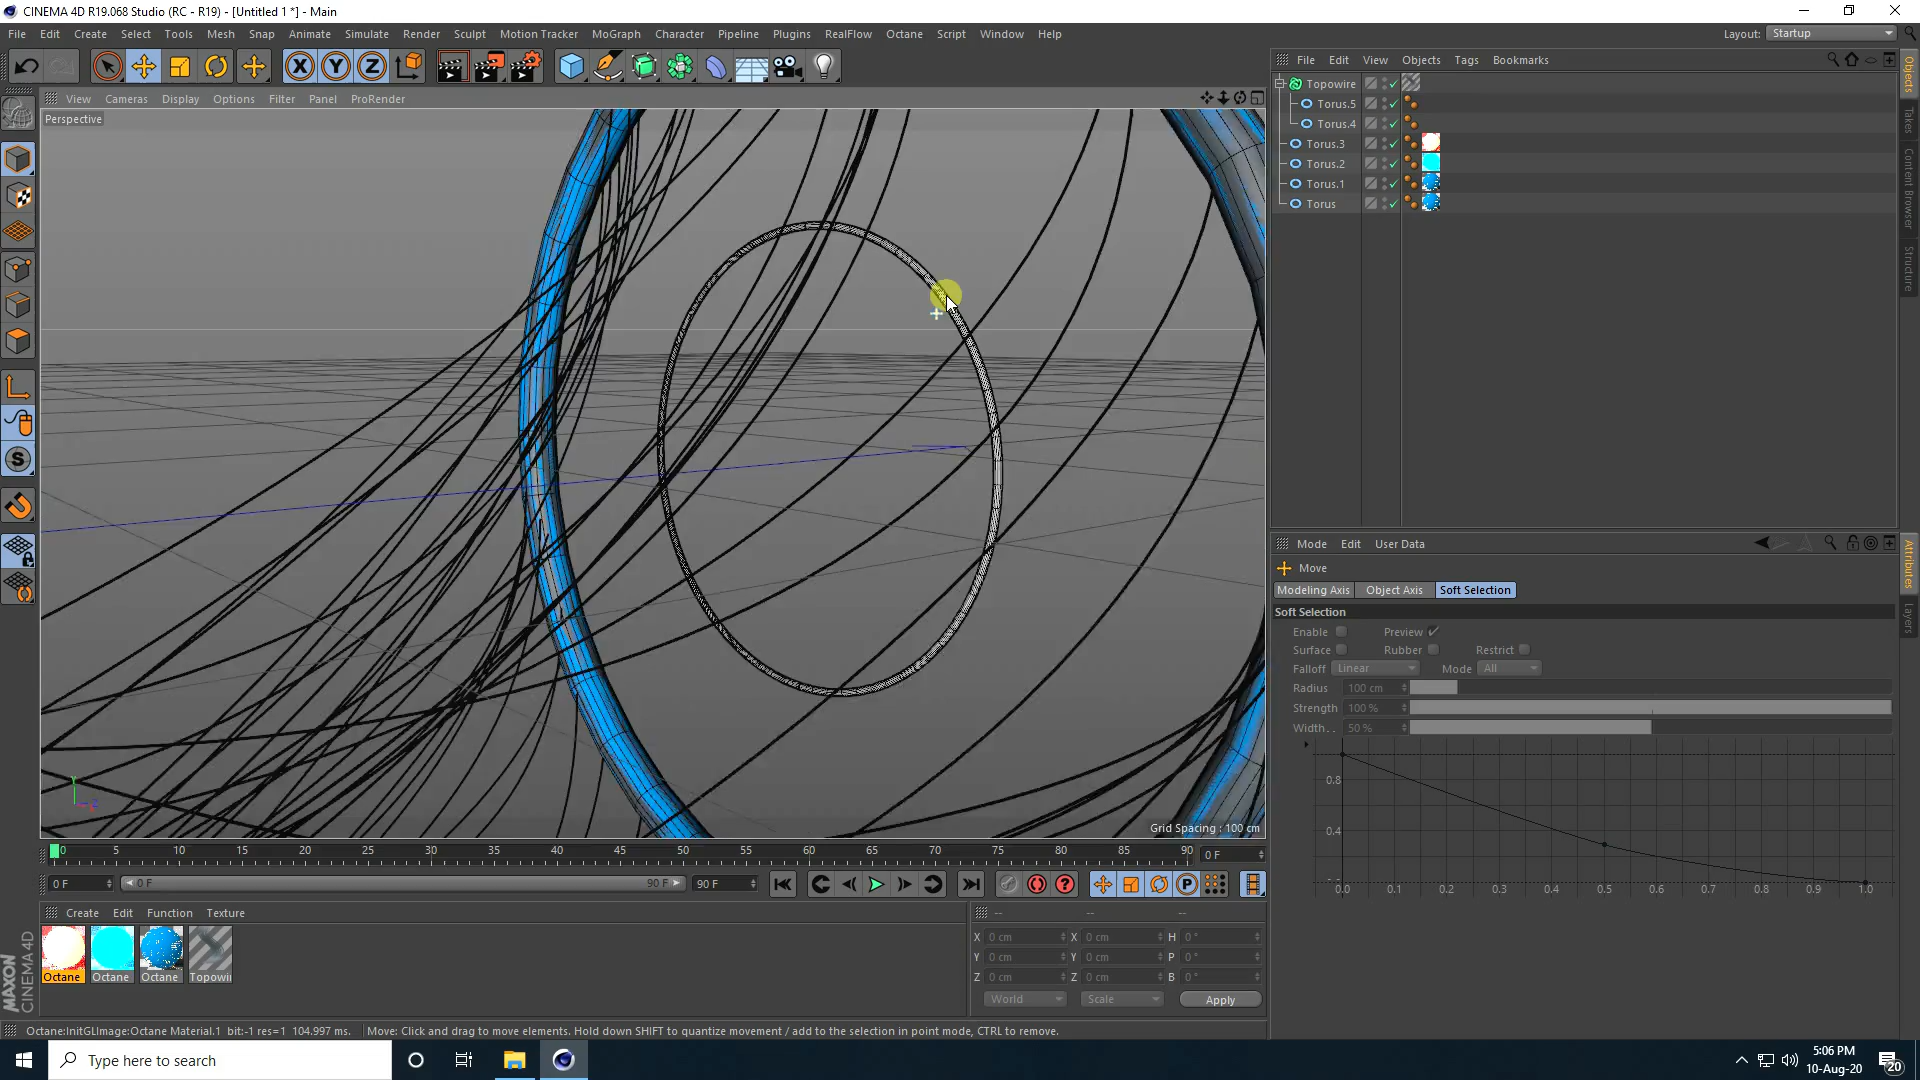 CINEMA 4D R19.068 Studio (RC - R19) - [Untitled 1 *] - Main
File Edit Create Select Tools Mesh Snap Animate Simulate Render Sculpt Motion Tracker MoGraph Character Pipeline Plugins RealFlow Octane Script Window Help
Layout: Startup
View Cameras Display Options Filter Panel ProRender
Perspective
File Edit View Objects Tags Bookmarks
Topowire
Torus.5
Torus.4
Torus.3
Torus.2
Torus.1
Torus
Objects
Takes
Content Browser
Structure
Mode Edit User Data
Move
Modeling Axis Object Axis Soft Selection
Soft Selection
Enable Preview
Surface Rubber Restrict
Falloff Linear Mode All
Radius 100 cm
Strength 100 %
Width.. 50 %
0.8
0.4
0.0 0.1 0.2 0.3 0.4 0.5 0.6 0.7 0.8 0.9 1.0
Attributes
Layers
Grid Spacing : 100 cm
0 5 10 15 20 25 30 35 40 45 50 55 60 65 70 75 80 85 90 0 F
0 F 0 F 90 F 90 F
Create Edit Function Texture
Octane Octane Octane Topowir
-- -- --
X 0 cm X 0 cm H 0 °
Y 0 cm Y 0 cm P 0 °
Z 0 cm Z 0 cm B 0 °
World Scale Apply
MAXON CINEMA 4D
Octane:InitGLImage:Octane Material.1 bit:-1 res=1 104.997 ms. Move: Click and drag to move elements. Hold down SHIFT to quantize movement / add to the selection in point mode, CTRL to remove.
Type here to search
5:06 PM
10-Aug-20
20